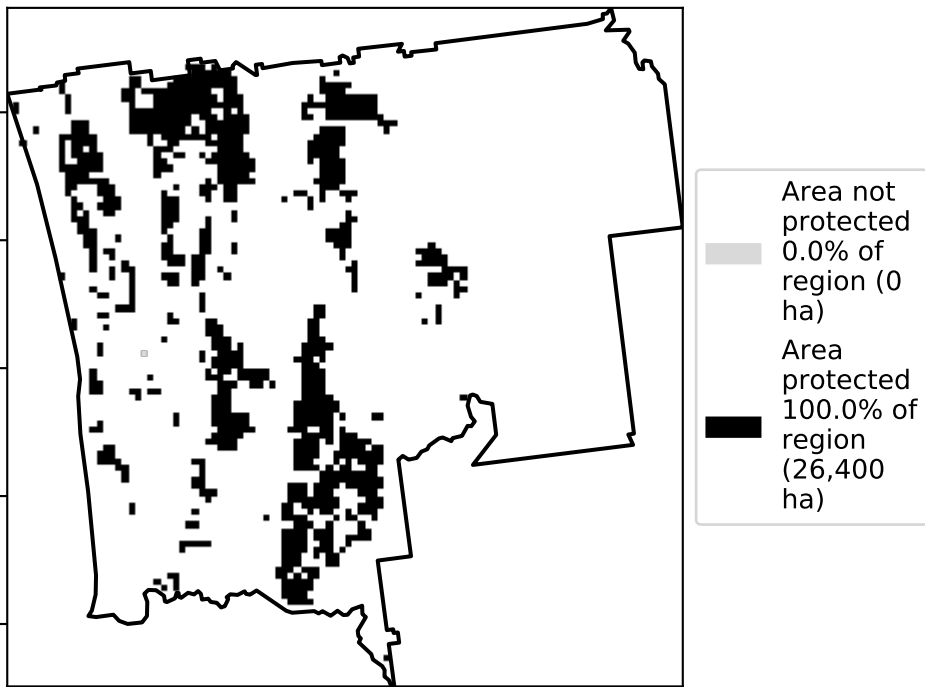 Area not
protected
0.0% of
region (0
ha)
Area
protected
100.0% of
region
(26,400
ha)